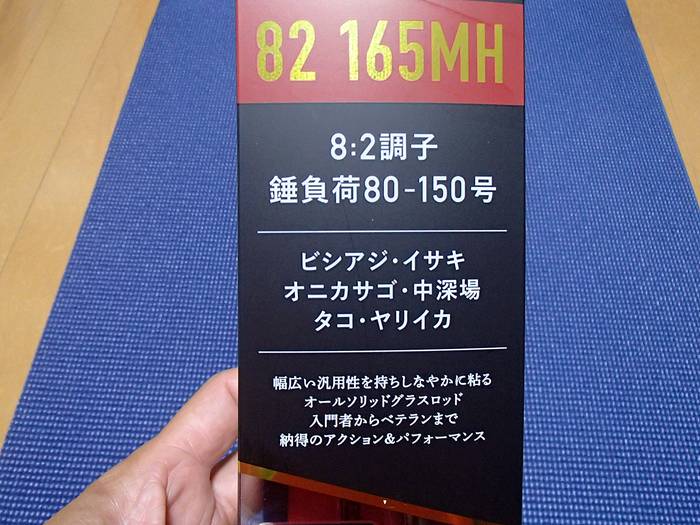 82 165MH
8:2調子
錘負荷80-150号
ビシアジ・イサキ
オニカサゴ・中深場
タコ・ヤリイカ
幅広い汎用性を持ちしなやかに粘る
オールソリッドグラスロッド
入門者からベテランまで
納得のアクション&パフォーマンス